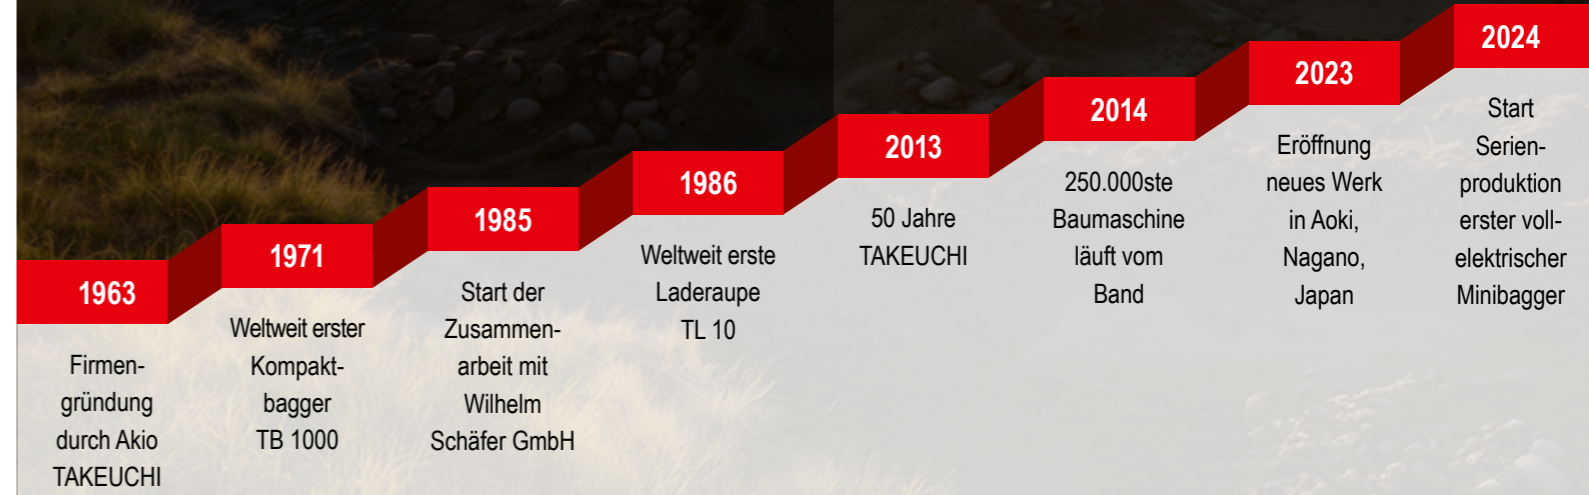 1963
Firmen-
gründung
durch Akio
TAKEUCHI
1971
Weltweit erster
Kompakt-
bagger
TB 1000
1985
Start der
Zusammen-
arbeit mit
Wilhelm
Schäfer GmbH
1986
Weltweit erste
Laderaupe
TL 10
2013
50 Jahre
TAKEUCHI
2014
250.000ste
Baumaschine
läuft vom
Band
2023
Eröffnung
neues Werk
in Aoki,
Nagano,
Japan
2024
Start
Serien-
produktion
erster voll-
elektrischer
Minibagger